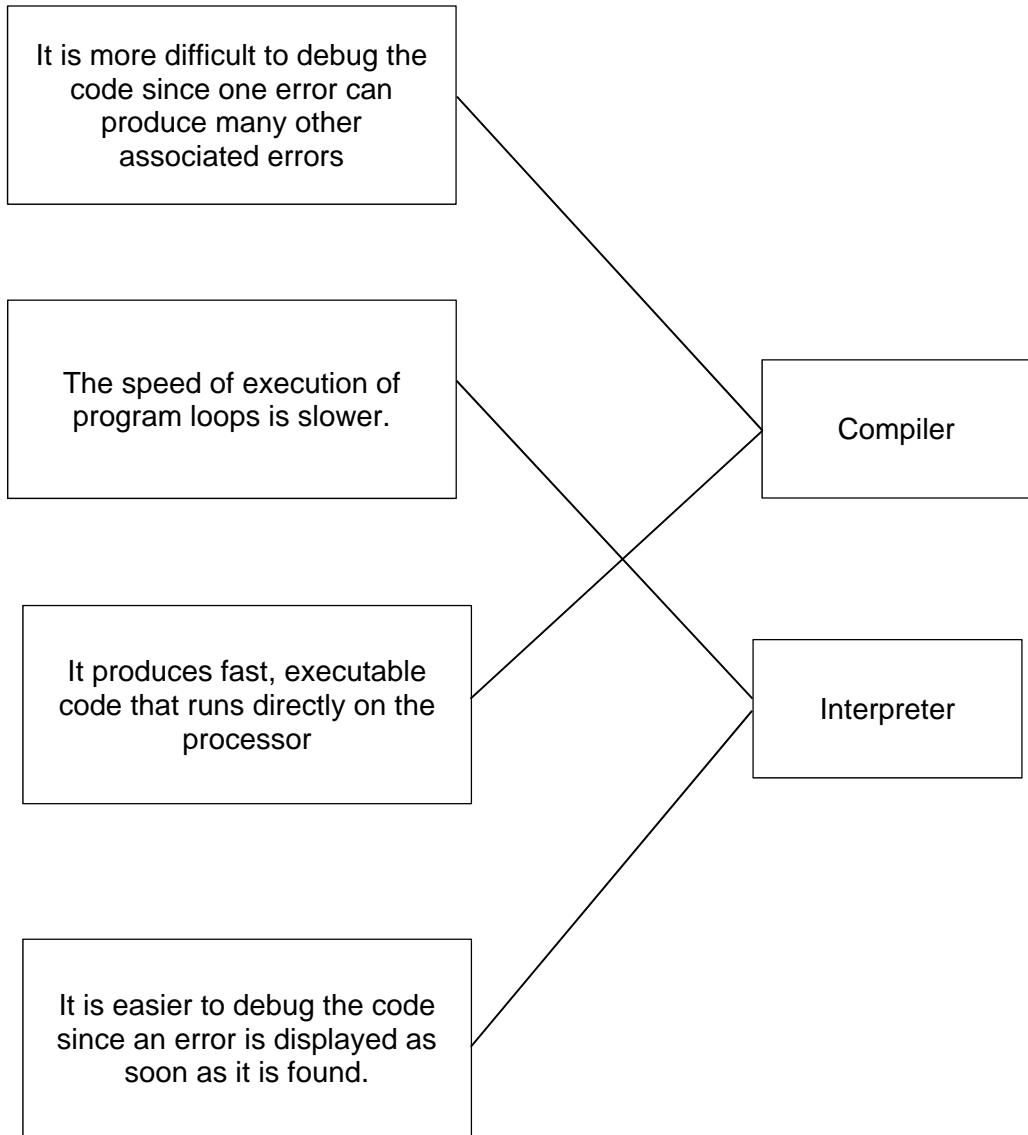 It is more difficult to debug the
code since one error can
produce many other
associated errors
The speed of execution of
program loops is slower.
Compiler
It produces fast, executable
code that runs directly on the
processor
Interpreter
It is easier to debug the code
since an error is displayed as
soon as it is found.